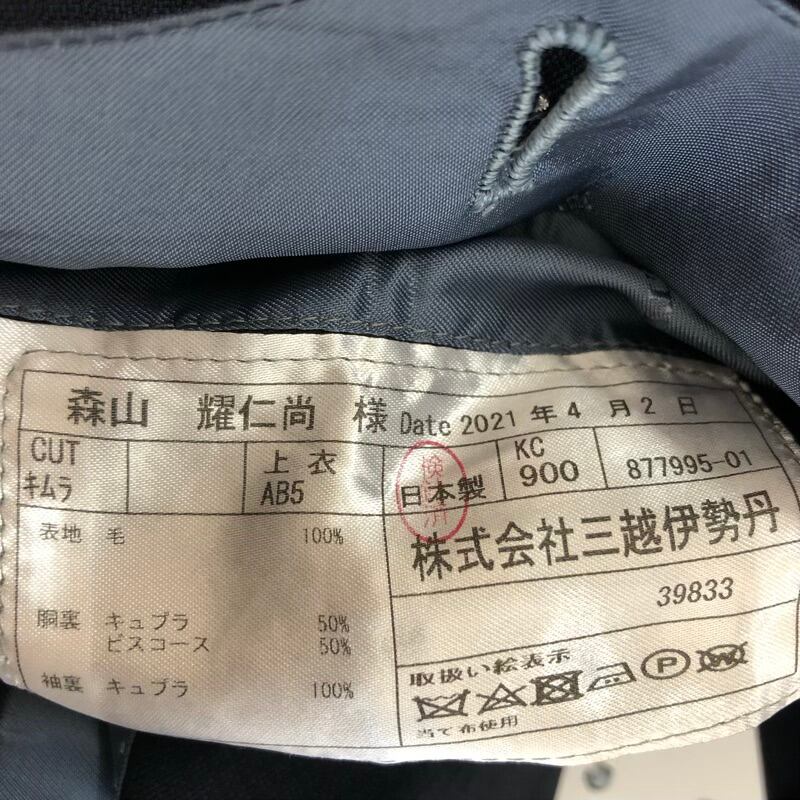 森山 耀仁尚 様 Date 2021 年 4 月 2 日
CUT
キムラ
上 衣
AB5
検
済
日本製
KC
900
877995-01
表地 毛 100%
胴裏 キュプラ 50%
ビスコース 50%
袖裏 キュプラ 100%
株式会社三越伊勢丹
39833
取扱い絵表示
P
W
当て布使用